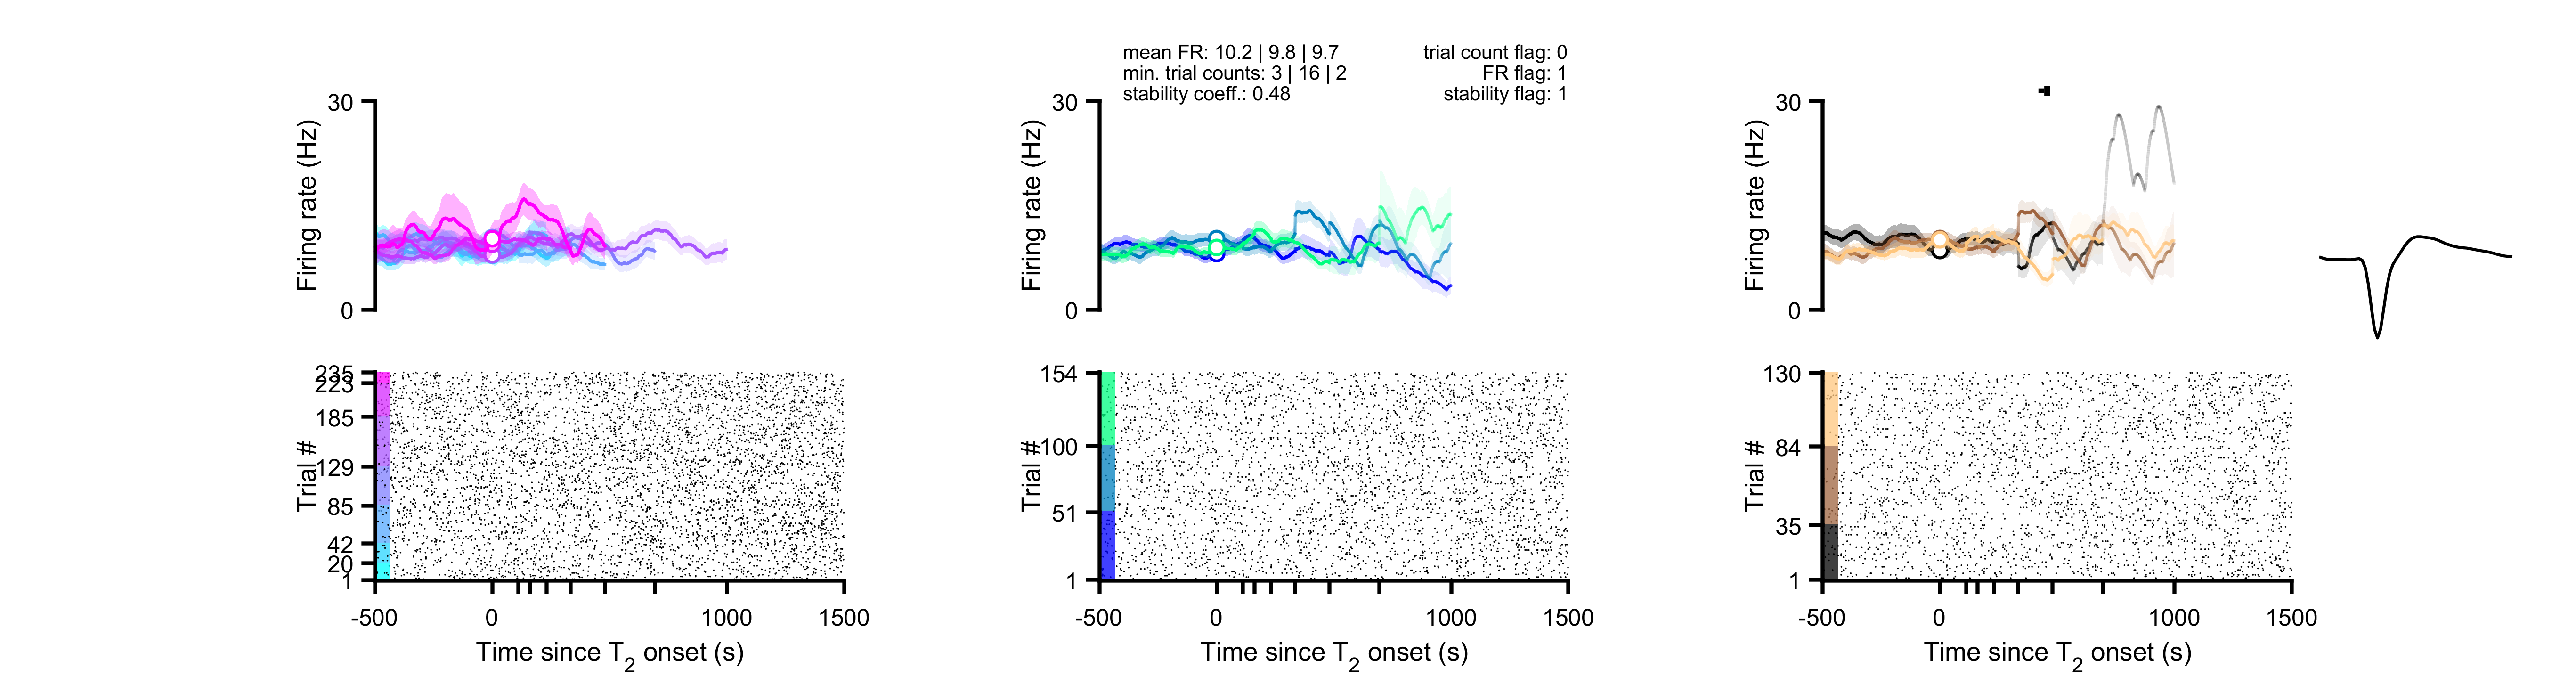 mean FR: 10.2 | 9.8 | 9.7
min. trial counts: 3 | 16 | 2
stability coeff.: 0.48
trial count flag: 0
FR flag: 1
stability flag: 1
30
Firing rate (Hz)
0
30
Firing rate (Hz)
0
30
Firing rate (Hz)
0
235
223
185
129
85
42
20
1
Trial #
-500 0 1000 1500
Time since T2 onset (s)
154
100
51
1
Trial #
-500 0 1000 1500
Time since T2 onset (s)
130
84
35
1
Trial #
-500 0 1000 1500
Time since T2 onset (s)